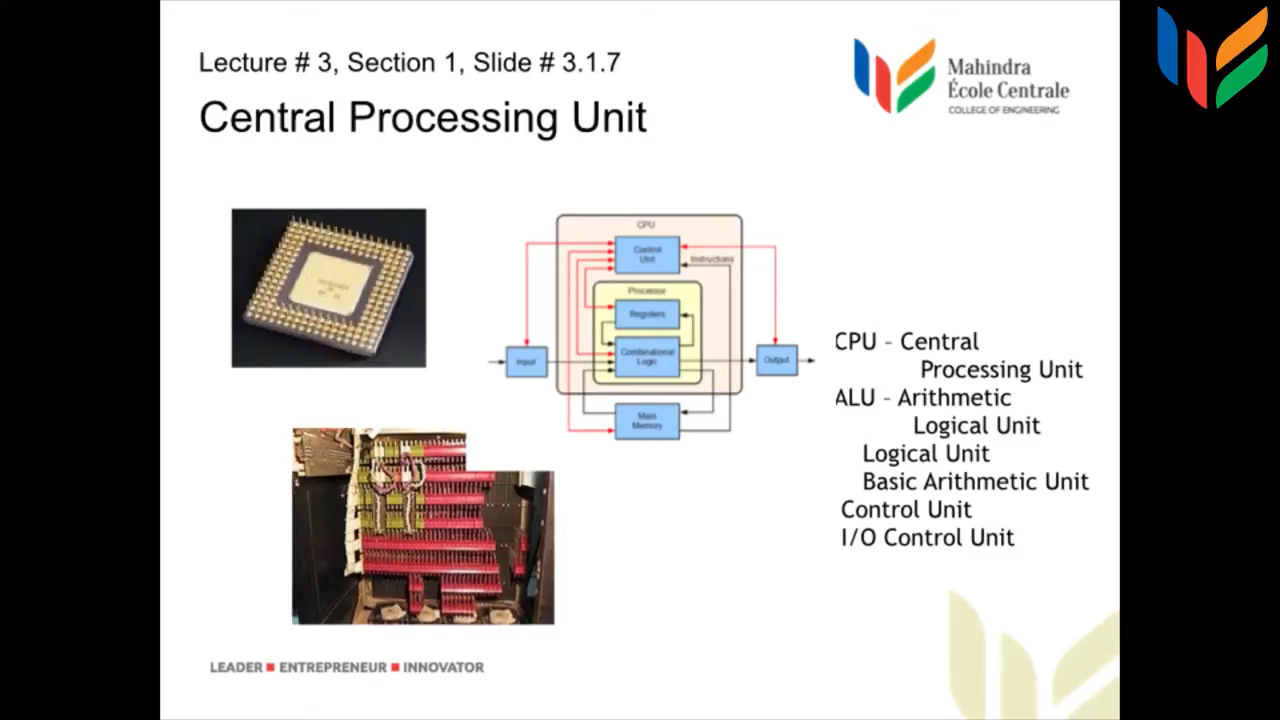 Lecture # 3, Section 1, Slide # 3.1.7
Central Processing Unit
Mahindra
École Centrale
COLLEGE OF ENGINEERING
CPU
Control
Unit
Instructions
Processor
Registers
Combinational
Logic
Input
Output
Main
Memory
CPU – Central
Processing Unit
ALU – Arithmetic
Logical Unit
Logical Unit
Basic Arithmetic Unit
Control Unit
I/O Control Unit
LEADER ■ ENTREPRENEUR ■ INNOVATOR